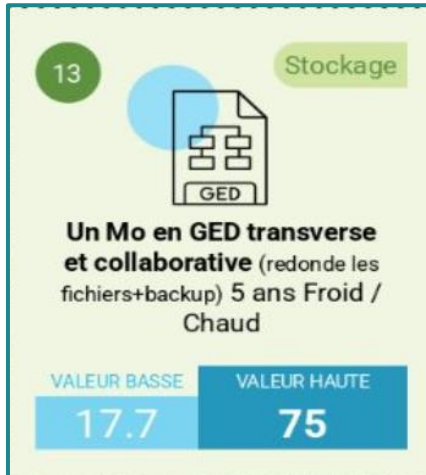 13
Stockage
GED
Un Mo en GED transverse
et collaborative (redonde les
fichiers+backup) 5 ans Froid /
Chaud
VALEUR BASSE
17.7
VALEUR HAUTE
75